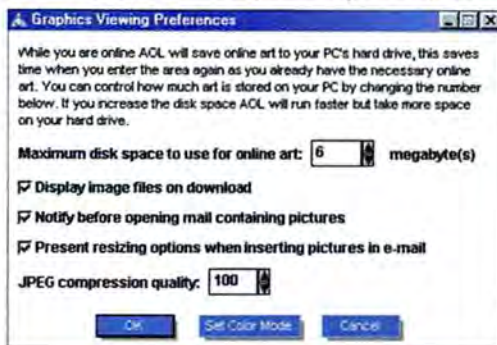 Graphics Viewing Preferences
While you are online AOL will save online art to your PC's hard drive, this saves
time when you enter the area again as you already have the necessary online
art. You can control how much art is stored on your PC by changing the number
below. If you increase the disk space AOL will run faster but take more space
on your hard drive.
Maximum disk space to use for online art: 6 megabyte(s)
Display image files on download
Notify before opening mail containing pictures
Present resizing options when inserting pictures in e-mail
JPEG compression quality: 100
OK Set Color Mode Cancel